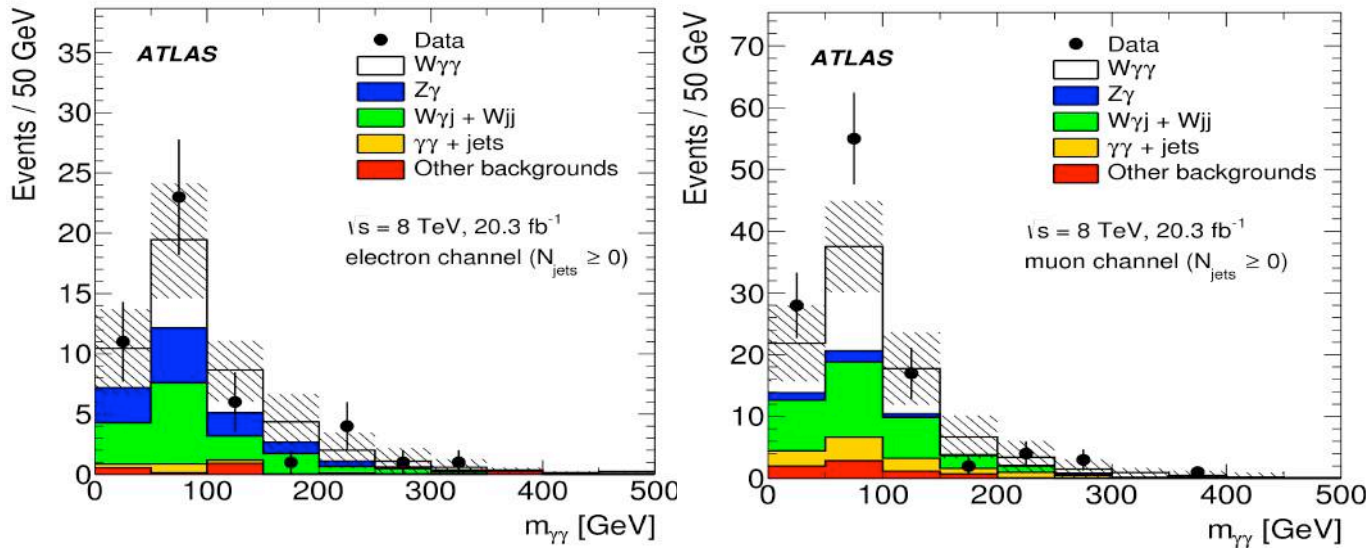 Events / 50 GeV
35
30
25
20
15
10
5
0
ATLAS
Data
Wγγ
Zγ
Wγj + Wjj
γγ + jets
Other backgrounds
√s = 8 TeV, 20.3 fb⁻¹
electron channel (N_jets ≥ 0)
0 100 200 300 400 500
m_γγ [GeV]
Events / 50 GeV
70
60
50
40
30
20
10
0
ATLAS
Data
Wγγ
Zγ
Wγj + Wjj
γγ + jets
Other backgrounds
√s = 8 TeV, 20.3 fb⁻¹
muon channel (N_jets ≥ 0)
0 100 200 300 400 500
m_γγ [GeV]